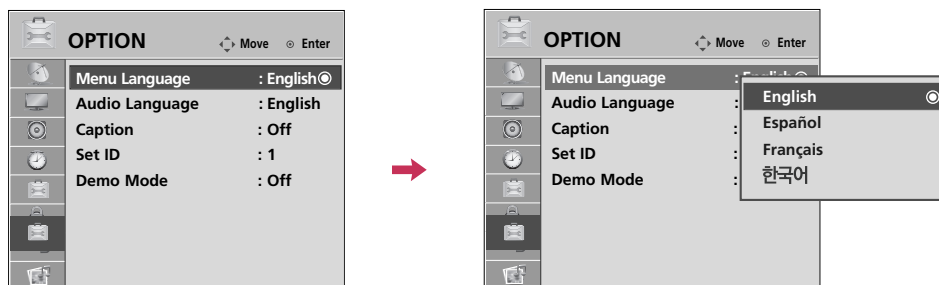 OPTION Move Enter
Menu Language : English
Audio Language : English
Caption : Off
Set ID : 1
Demo Mode : Off
OPTION Move Enter
Menu Language :
Audio Language :
Caption :
Set ID :
Demo Mode :
English
Español
Français
한국어